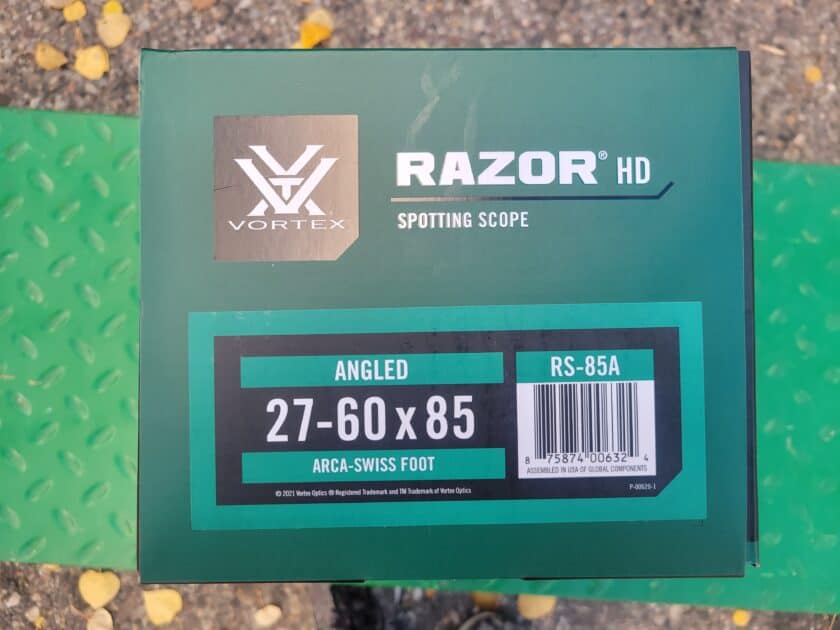 VORTEX
RAZOR® HD
SPOTTING SCOPE
ANGLED
27-60 x 85
ARCA-SWISS FOOT
RS-85A
8 75874 00632 4
ASSEMBLED IN USA OF GLOBAL COMPONENTS
© 2021 Vortex Optics ® Registered Trademark and TM Trademark of Vortex Optics
P-00620-1